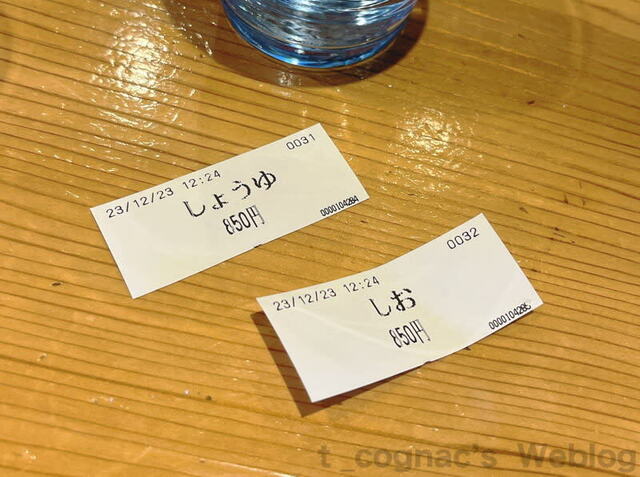 23/12/23 12:24 0031
しょうゆ
850円
0000104284
23/12/23 12:24 0032
しお
850円
0000104285
t_cognac's Weblog